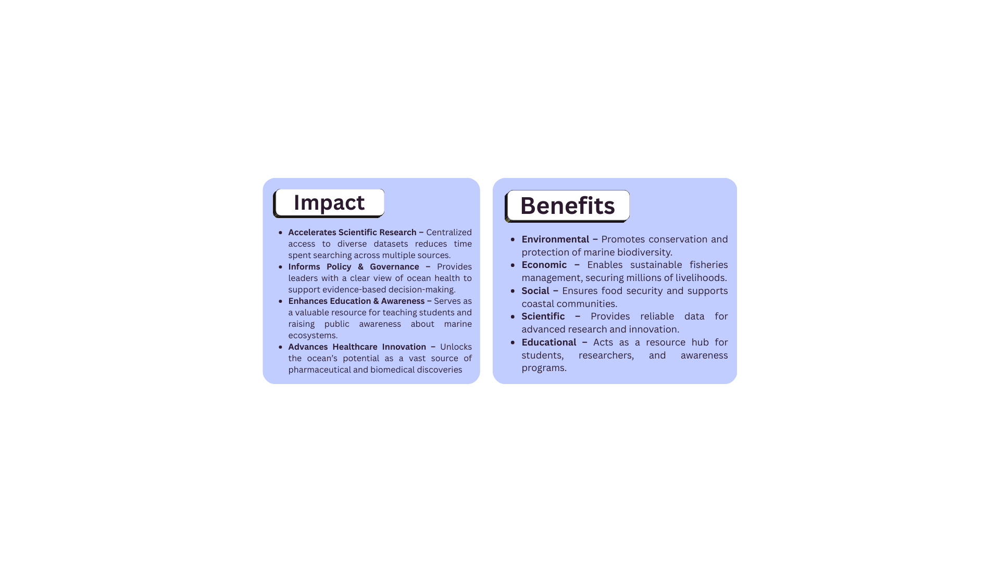 Impact
• Accelerates Scientific Research – Centralized
access to diverse datasets reduces time
spent searching across multiple sources.
• Informs Policy & Governance – Provides
leaders with a clear view of ocean health to
support evidence-based decision-making.
• Enhances Education & Awareness – Serves as
a valuable resource for teaching students and
raising public awareness about marine
ecosystems.
• Advances Healthcare Innovation – Unlocks
the ocean’s potential as a vast source of
pharmaceutical and biomedical discoveries
Benefits
• Environmental – Promotes conservation and
protection of marine biodiversity.
• Economic – Enables sustainable fisheries
management, securing millions of livelihoods.
• Social – Ensures food security and supports
coastal communities.
• Scientific – Provides reliable data for
advanced research and innovation.
• Educational – Acts as a resource hub for
students, researchers, and awareness
programs.